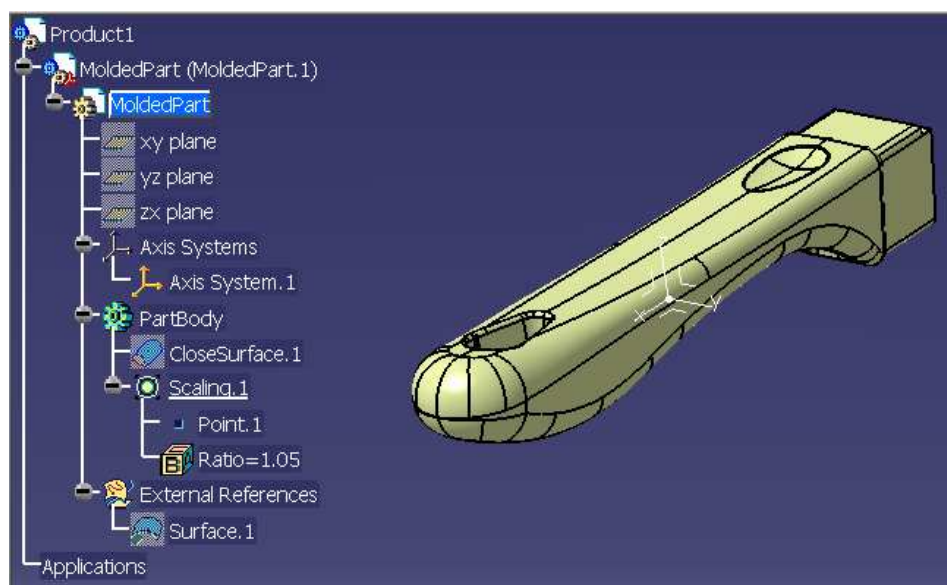 Product1
MoldedPart (MoldedPart.1)
MoldedPart
xy plane
yz plane
zx plane
Axis Systems
Axis System.1
PartBody
CloseSurface.1
Scaling.1
Point.1
B Ratio=1.05
External References
Surface.1
Applications
Z
X
Y